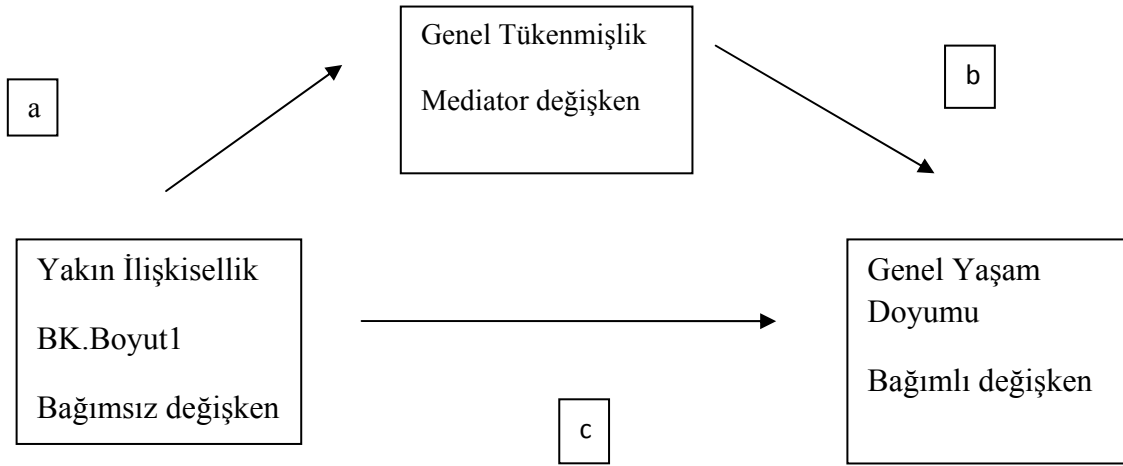 Genel Tükenmişlik
Mediator değişken
a
b
Yakın İlişkisellik
BK.Boyut1
Bağımsız değişken
Genel Yaşam
Doyumu
Bağımlı değişken
c